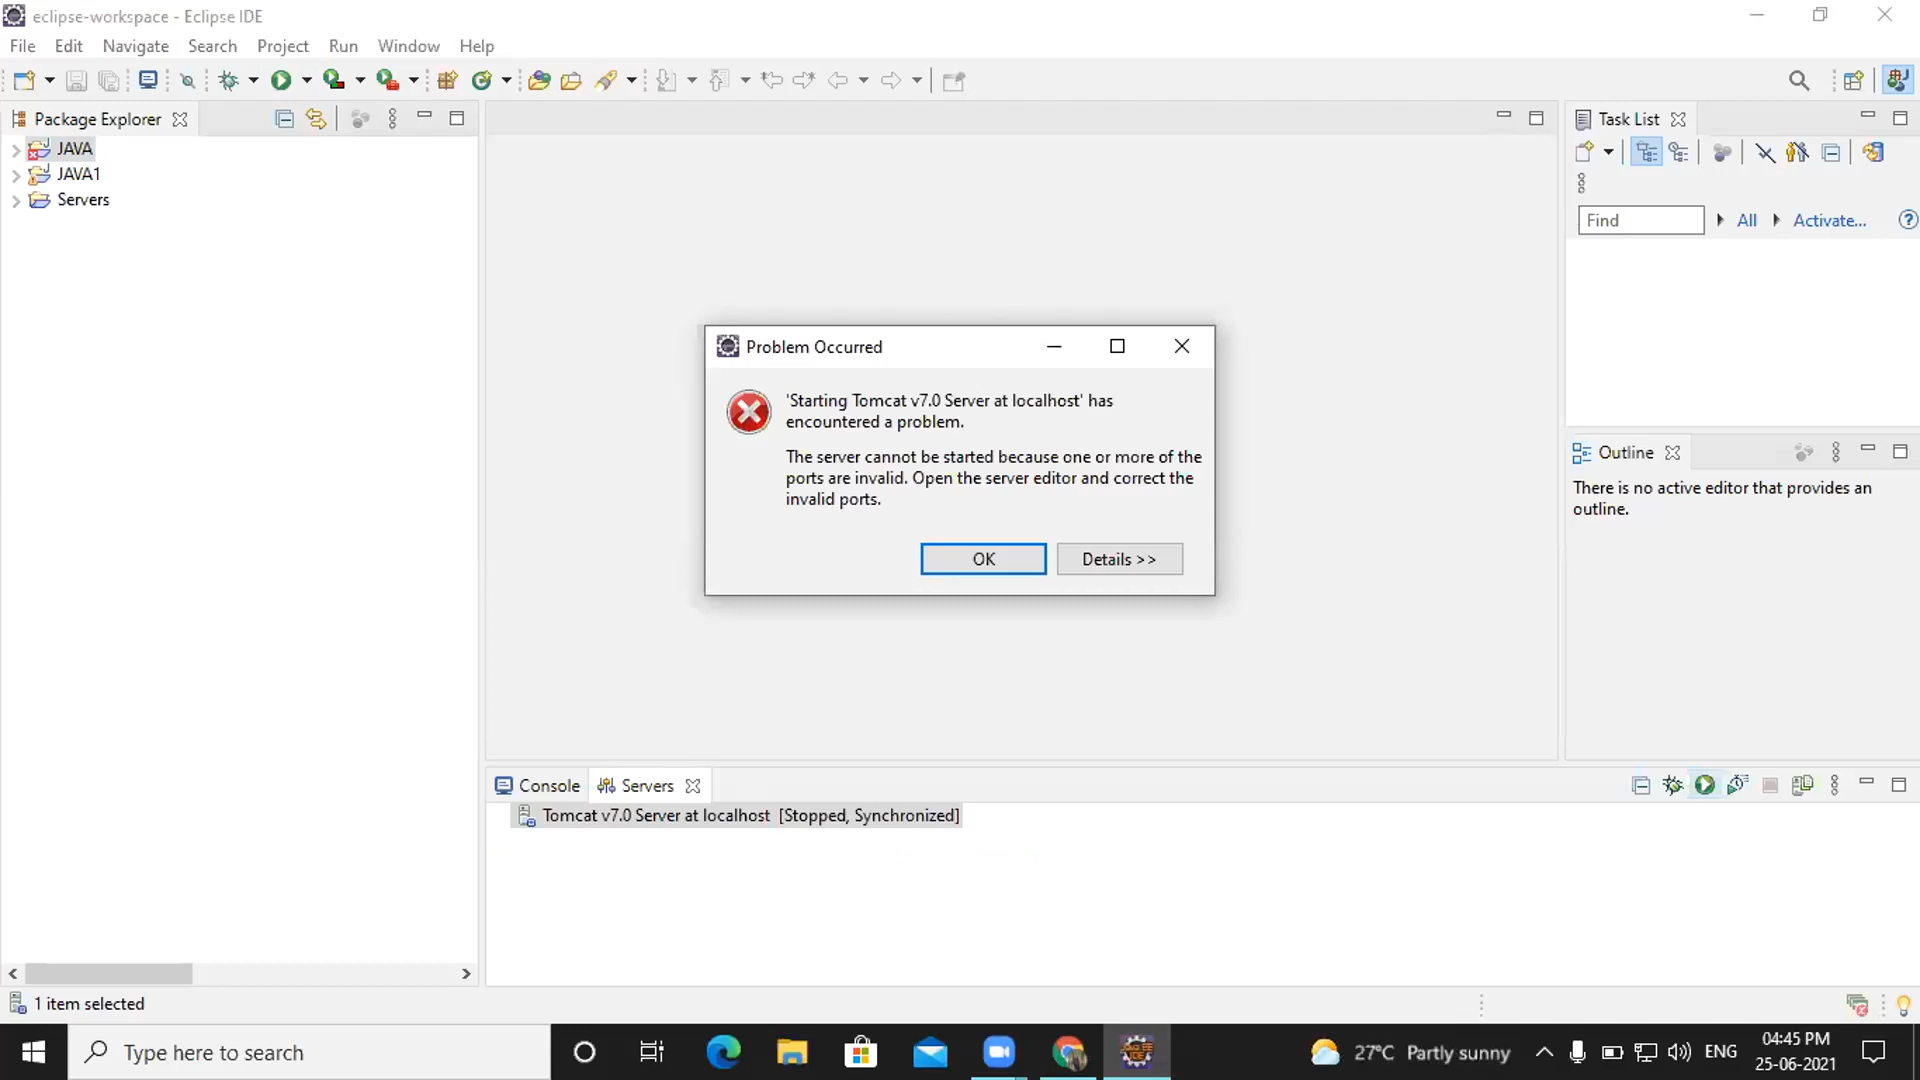 eclipse-workspace - Eclipse IDE
File Edit Navigate Search Project Run Window Help
Package Explorer
JAVA
JAVA1
Servers
Task List
Find All Activate...
Outline
There is no active editor that provides an
outline.
Problem Occurred
'Starting Tomcat v7.0 Server at localhost' has
encountered a problem.
The server cannot be started because one or more of the
ports are invalid. Open the server editor and correct the
invalid ports.
OK Details >>
Console Servers
Tomcat v7.0 Server at localhost [Stopped, Synchronized]
1 item selected
Type here to search
27°C Partly sunny
ENG
04:45 PM
25-06-2021